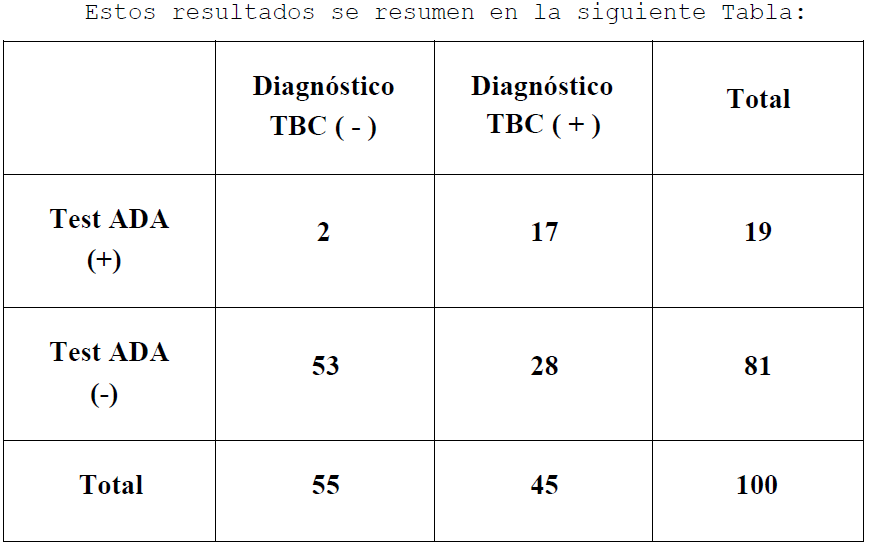 Estos resultados se resumen en la siguiente Tabla:
Diagnóstico TBC ( - ) Diagnóstico TBC ( + ) Total
Test ADA (+) 2 17 19
Test ADA (-) 53 28 81
Total 55 45 100